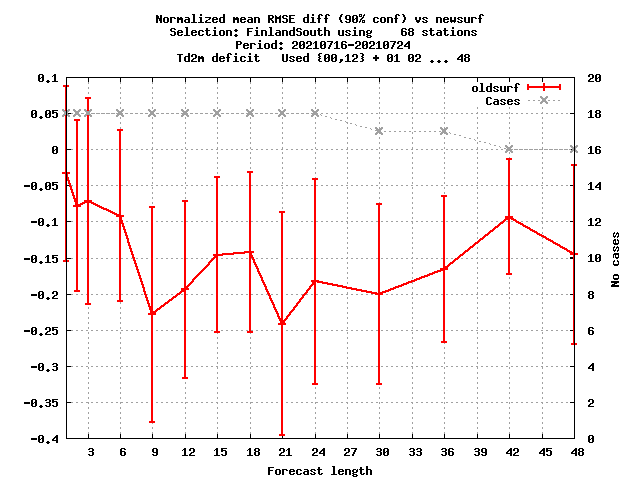 Normalized mean RMSE diff (90% conf) vs newsurf
Selection: FinlandSouth using    68 stations
Period: 20210716-20210724
Td2m deficit   Used {00,12} + 01 02 ... 48
oldsurf
Cases
0.1
0.05
0
-0.05
-0.1
-0.15
-0.2
-0.25
-0.3
-0.35
-0.4
20
18
16
14
12
10
8
6
4
2
0
No cases
3 6 9 12 15 18 21 24 27 30 33 36 39 42 45 48
Forecast length